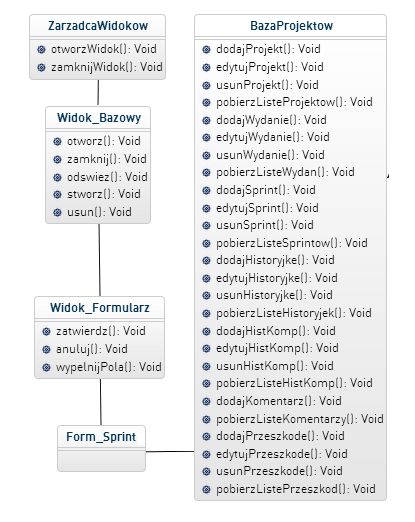 ZarzadcaWidokow
otworzWidok(): Void
zamknijWidok(): Void
Widok_Bazowy
otworz(): Void
zamknij(): Void
odswiez(): Void
stworz(): Void
usun(): Void
Widok_Formularz
zatwierdz(): Void
anuluj(): Void
wypelnijPola(): Void
Form_Sprint
BazaProjektow
dodajProjekt(): Void
edytujProjekt(): Void
usunProjekt(): Void
pobierzListeProjektow(): Void
dodajWydanie(): Void
edytujWydanie(): Void
usunWydanie(): Void
pobierzListeWydan(): Void
dodajSprint(): Void
edytujSprint(): Void
usunSprint(): Void
pobierzListeSprintow(): Void
dodajHistoryjke(): Void
edytujHistoryjke(): Void
usunHistoryjke(): Void
pobierzListeHistoryjek(): Void
dodajHistKomp(): Void
edytujHistKomp(): Void
usunHistKomp(): Void
pobierzListeHistKomp(): Void
dodajKomentarz(): Void
pobierzListeKomentarzy(): Void
dodajPrzeszkode(): Void
edytujPrzeszkode(): Void
usunPrzeszkode(): Void
pobierzListePrzeszkod(): Void